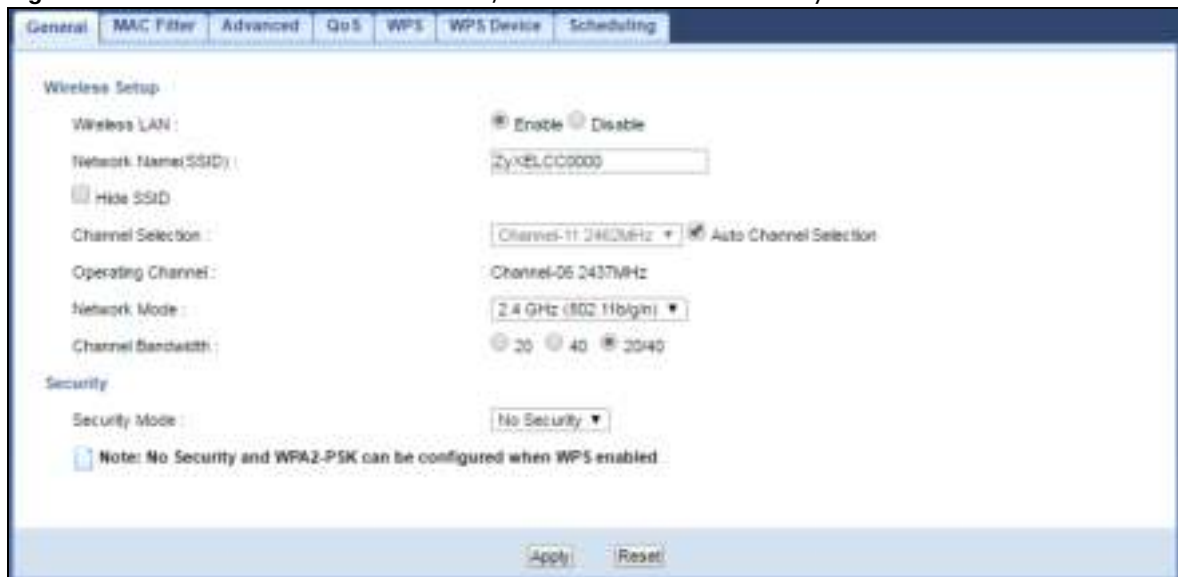 General MAC Filter Advanced QoS WPS WPS Device Scheduling
Wireless Setup
Wireless LAN : Enable Disable
Network Name(SSID) : ZyXELCC0000
Hide SSID
Channel Selection : Channel-11 2462MHz Auto Channel Selection
Operating Channel : Channel-06 2437MHz
Network Mode : 2.4 GHz (802.11b/g/n)
Channel Bandwidth : 20 40 20/40
Security
Security Mode : No Security
Note: No Security and WPA2-PSK can be configured when WPS enabled
Apply Reset